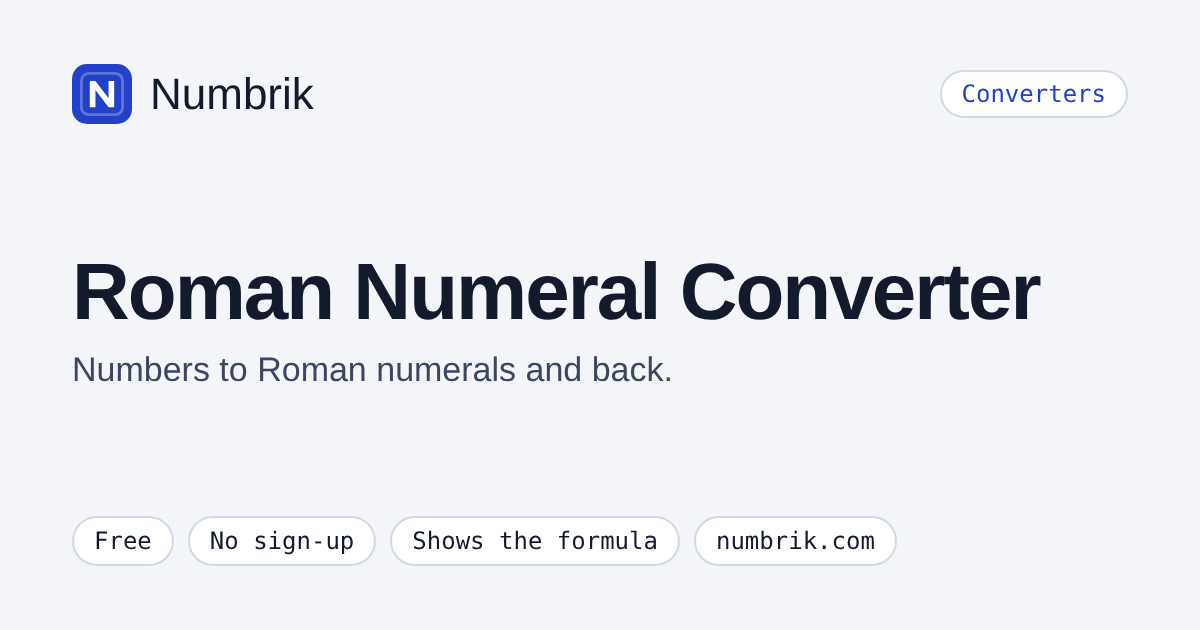 N Numbrik
Converters
Roman Numeral Converter
Numbers to Roman numerals and back.
Free
No sign-up
Shows the formula
numbrik.com